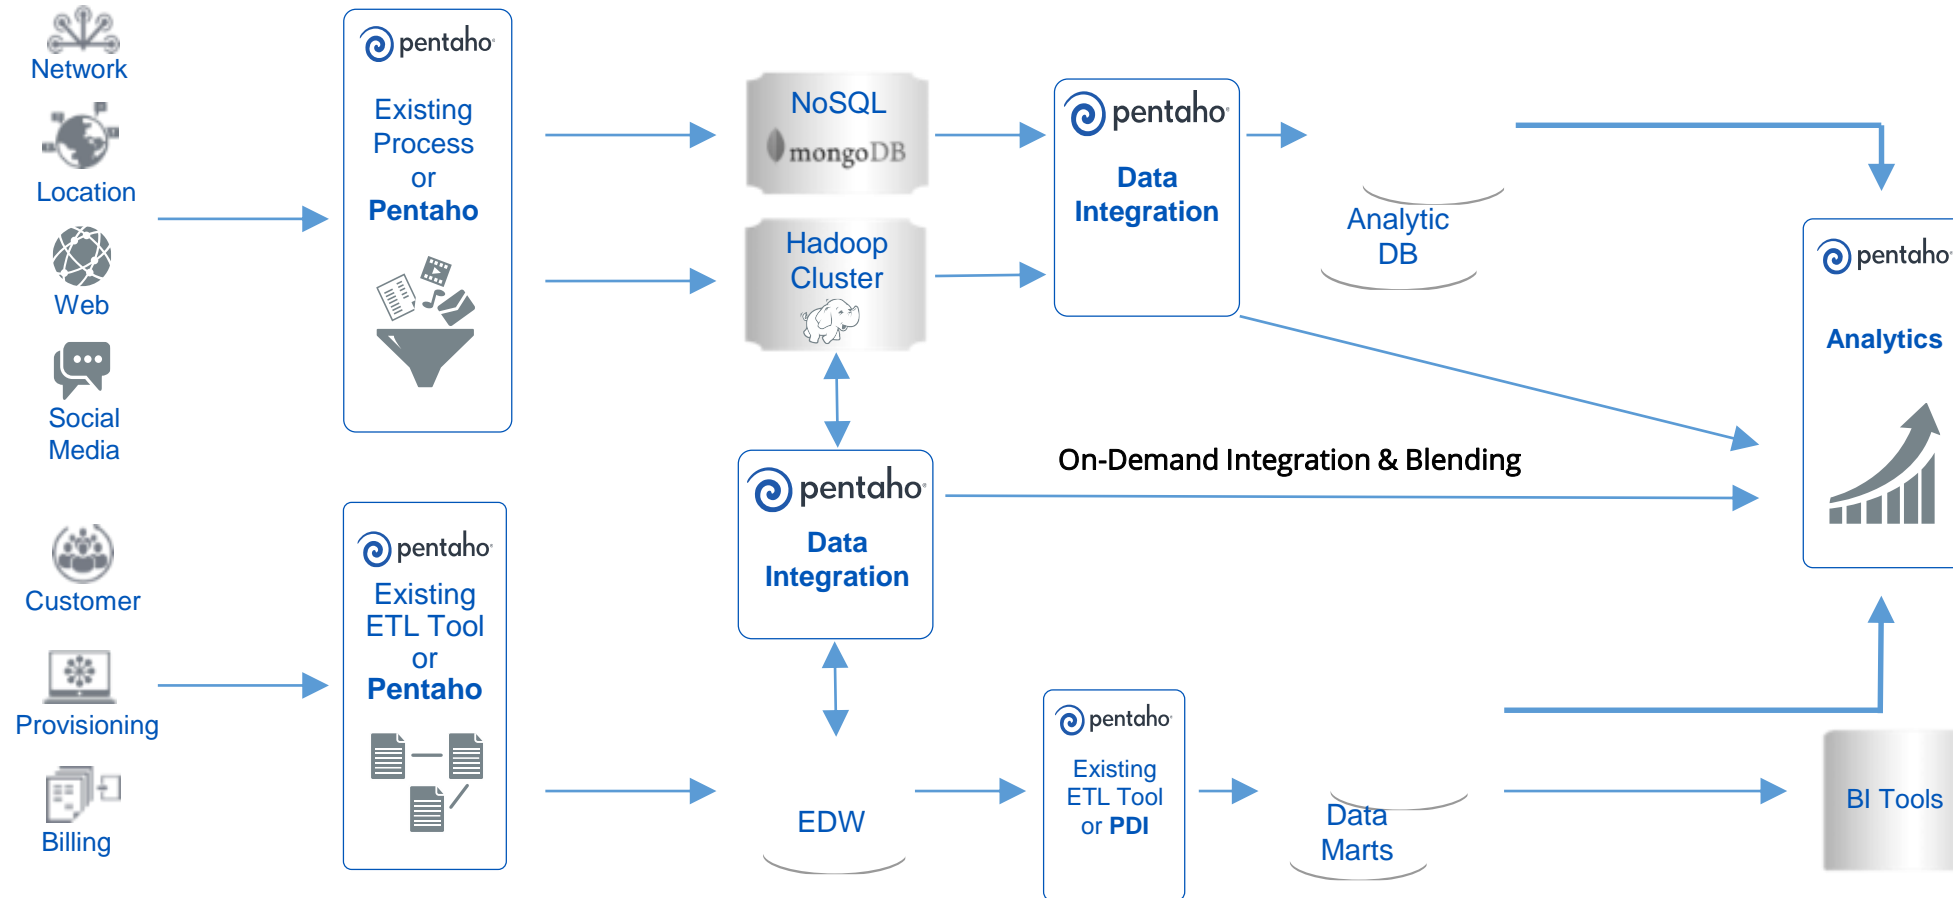 Network
Location
Web
Social
Media
Customer
Provisioning
Billing
pentaho
Existing
Process
or
Pentaho
pentaho
Existing
ETL Tool
or
Pentaho
NoSQL
mongoDB
Hadoop
Cluster
pentaho
Data
Integration
EDW
pentaho
Data
Integration
Analytic
DB
On-Demand Integration & Blending
pentaho
Existing
ETL Tool
or PDI
Data
Marts
pentaho
Analytics
BI Tools